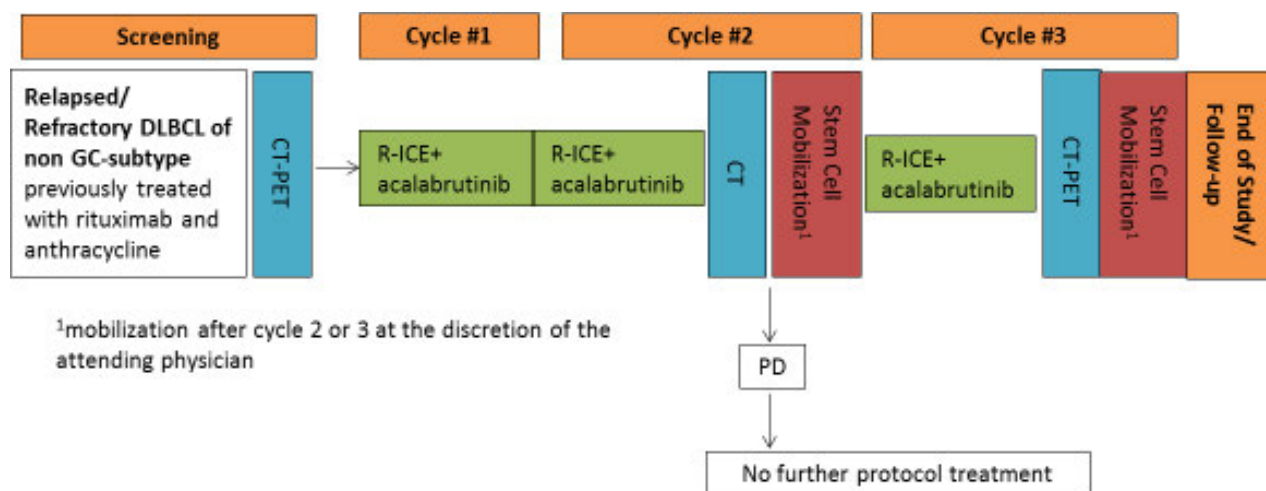 Screening
Cycle #1
Cycle #2
Cycle #3
Relapsed/
Refractory DLBCL of
non GC-subtype
previously treated
with rituximab and
anthracycline
CT-PET
R-ICE+
acalabrutinib
R-ICE+
acalabrutinib
CT
Stem Cell
Mobilization¹
R-ICE+
acalabrutinib
CT-PET
Stem Cell
Mobilization¹
End of Study/
Follow-up
¹mobilization after cycle 2 or 3 at the discretion of the
attending physician
PD
No further protocol treatment